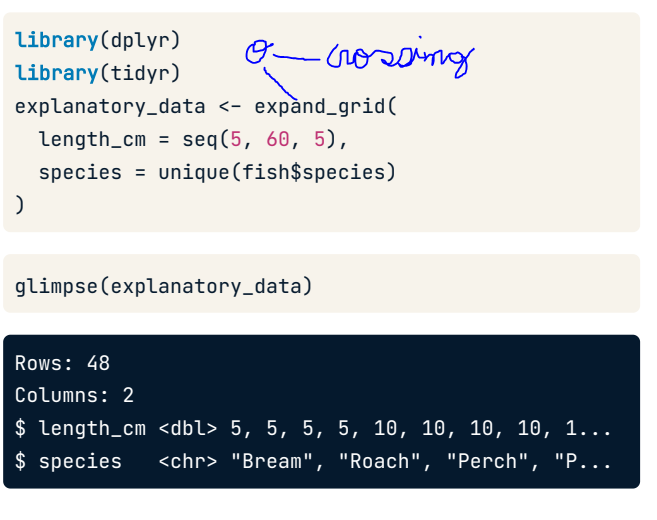 library(dplyr)
library(tidyr)
crossing
explanatory_data <- expand_grid(
  length_cm = seq(5, 60, 5),
  species = unique(fish$species)
)
glimpse(explanatory_data)
Rows: 48
Columns: 2
$ length_cm <dbl> 5, 5, 5, 5, 10, 10, 10, 10, 1...
$ species   <chr> "Bream", "Roach", "Perch", "P...